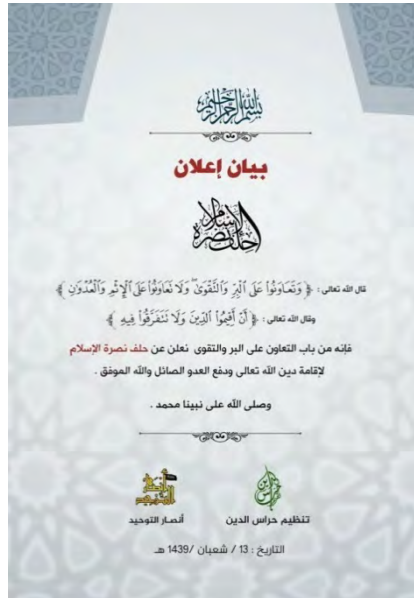 بسم الله الرحمن الرحيم
بيان إعلان
حلف نصرة الإسلام
قال الله تعالى : ﴿ وَتَعَاوَنُوا عَلَى الْبِرِّ وَالتَّقْوَىٰ ۖ وَلَا تَعَاوَنُوا عَلَى الْإِثْمِ وَالْعُدْوَانِ ﴾
وقال الله تعالى : ﴿ أَنْ أَقِيمُوا الدِّينَ وَلَا تَتَفَرَّقُوا فِيهِ ﴾
فإنه من باب التعاون على البر والتقوى نعلن عن حلف نصرة الإسلام
لإقامة دين الله تعالى ودفع العدو الصائل والله الموفق .
وصلى الله على نبينا محمد .
حراس الدين
أنصار التوحيد
تنظيم حراس الدين
أنصار التوحيد
التاريخ : 13 / شعبان /1439 هـ